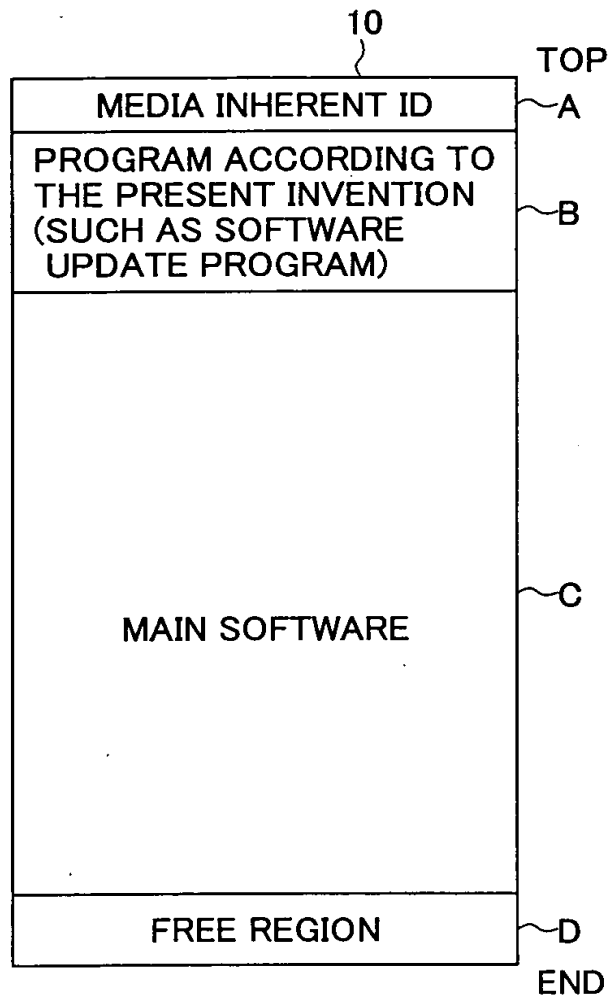 10
TOP
MEDIA INHERENT ID
A
PROGRAM ACCORDING TO
THE PRESENT INVENTION
(SUCH AS SOFTWARE
UPDATE PROGRAM)
B
MAIN SOFTWARE
C
FREE REGION
D
END